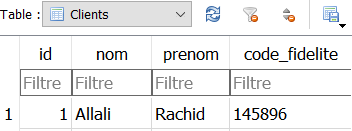 Table : Clients
id nom prenom code_fidelite
Filtre Filtre Filtre Filtre
1 1 Allali Rachid 145896